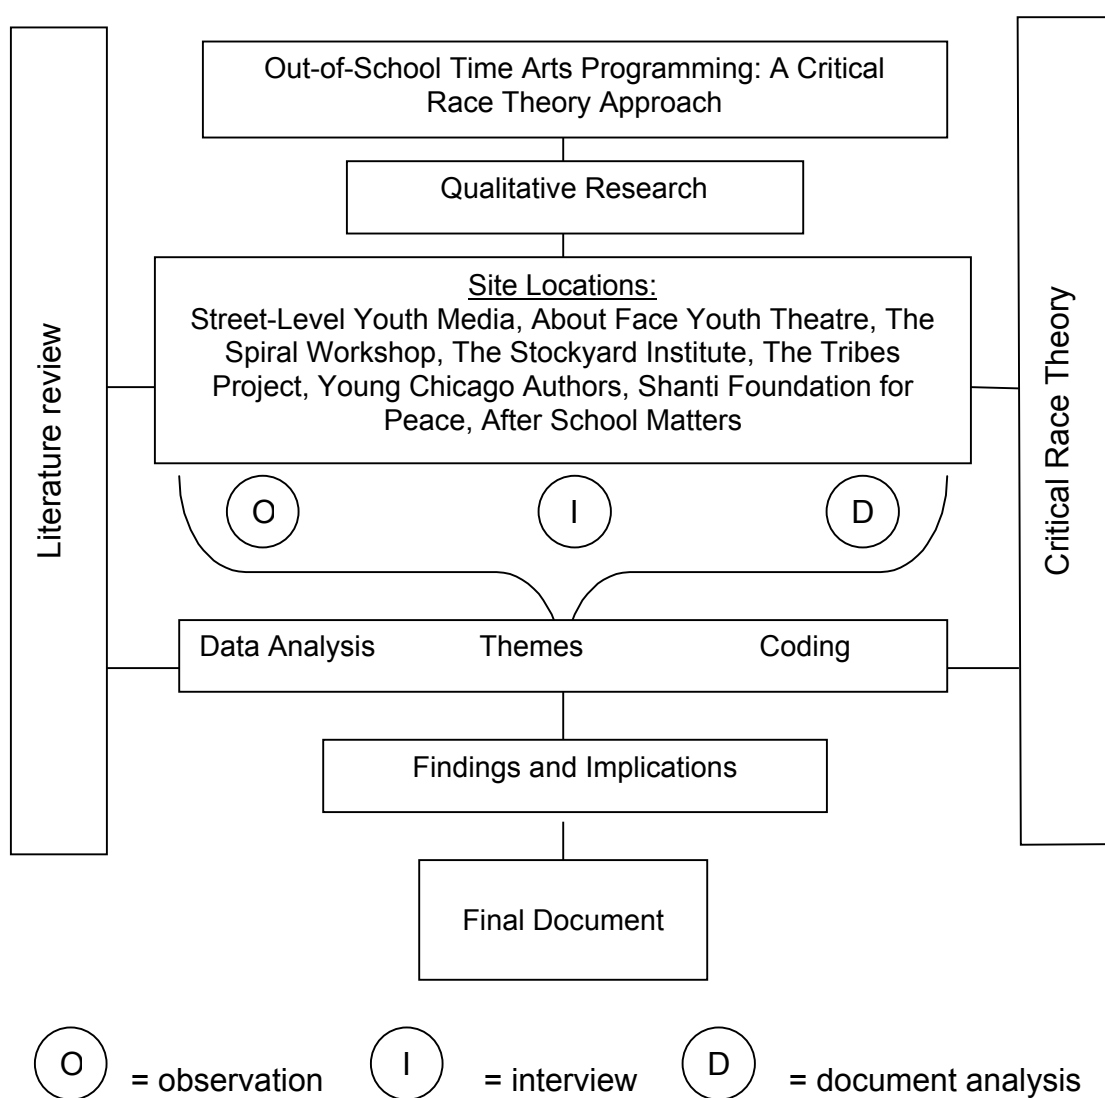 Out-of-School Time Arts Programming: A Critical
Race Theory Approach
Qualitative Research
Literature review
Critical Race Theory
Site Locations:
Street-Level Youth Media, About Face Youth Theatre, The
Spiral Workshop, The Stockyard Institute, The Tribes
Project, Young Chicago Authors, Shanti Foundation for
Peace, After School Matters
O I D
Data Analysis Themes Coding
Findings and Implications
Final Document
O = observation I = interview D = document analysis